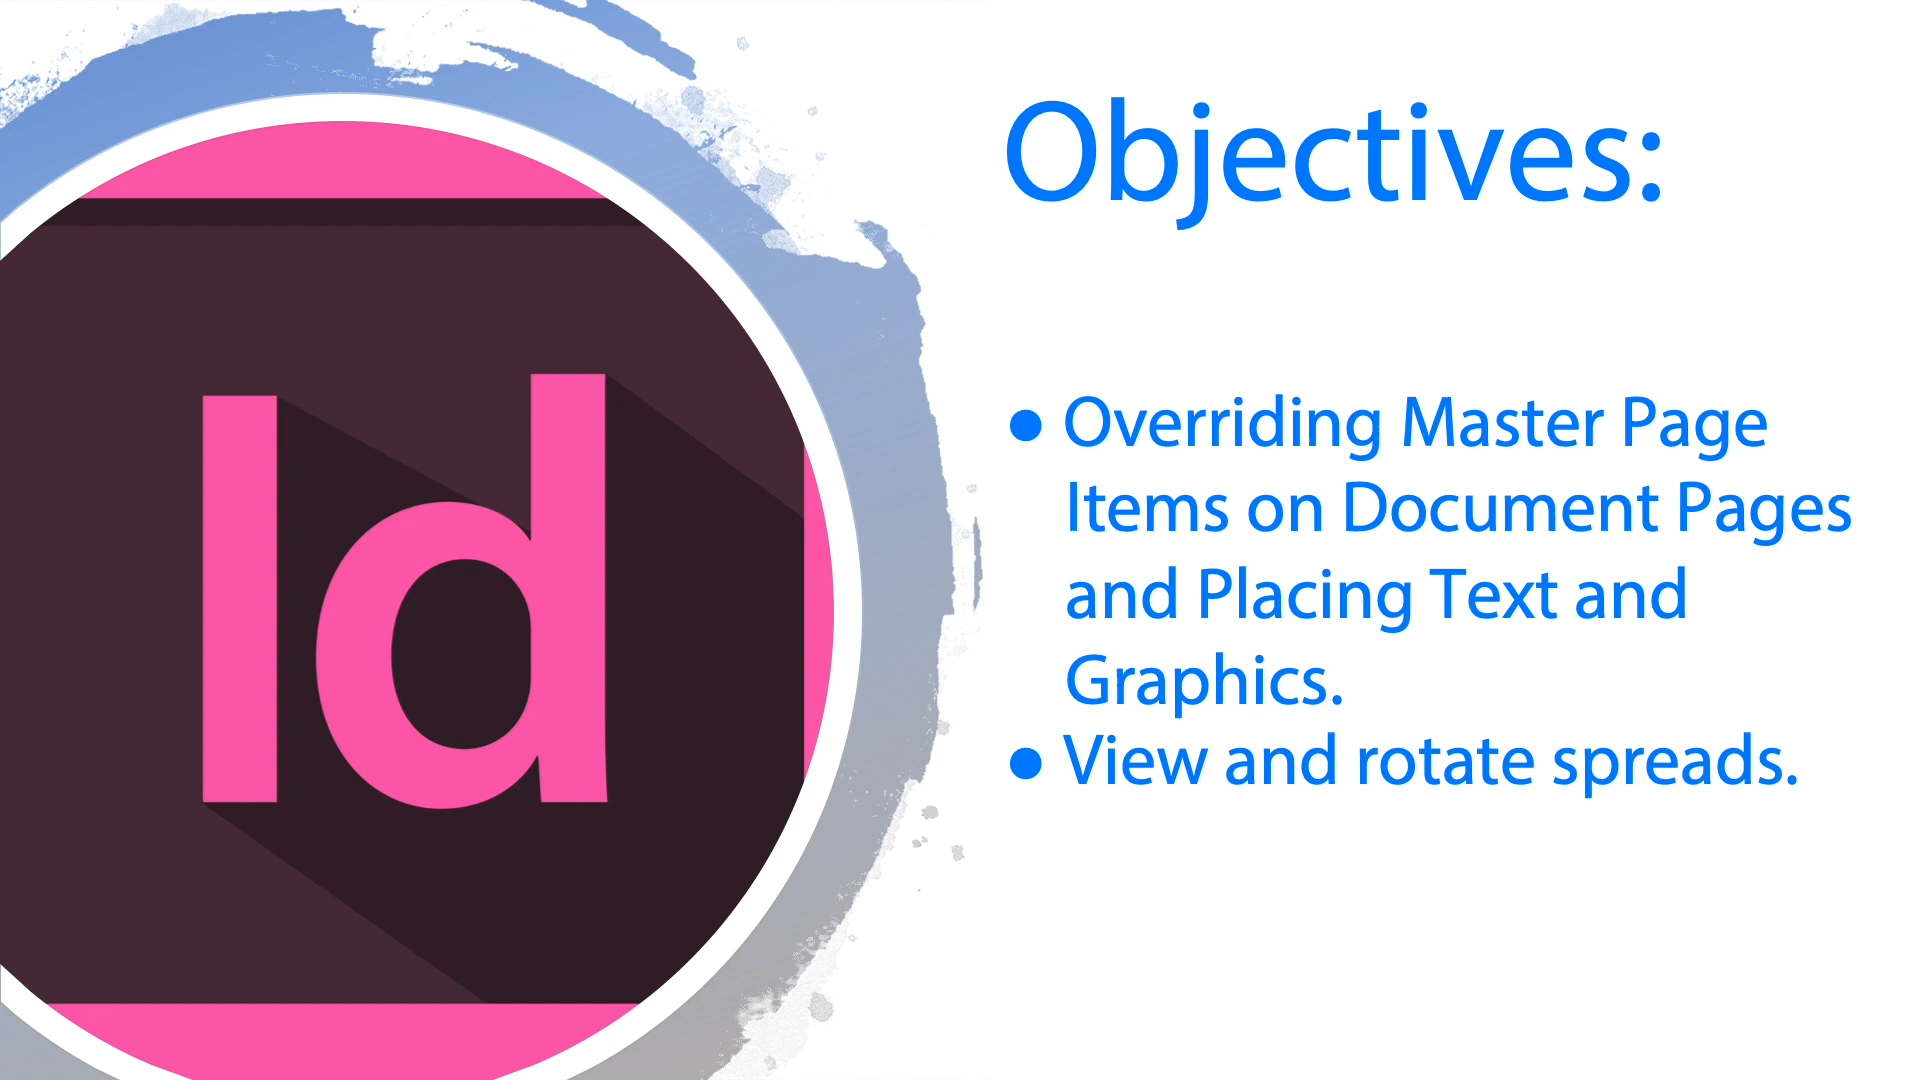 Id
Objectives:
● Overriding Master Page
Items on Document Pages
and Placing Text and
Graphics.
● View and rotate spreads.